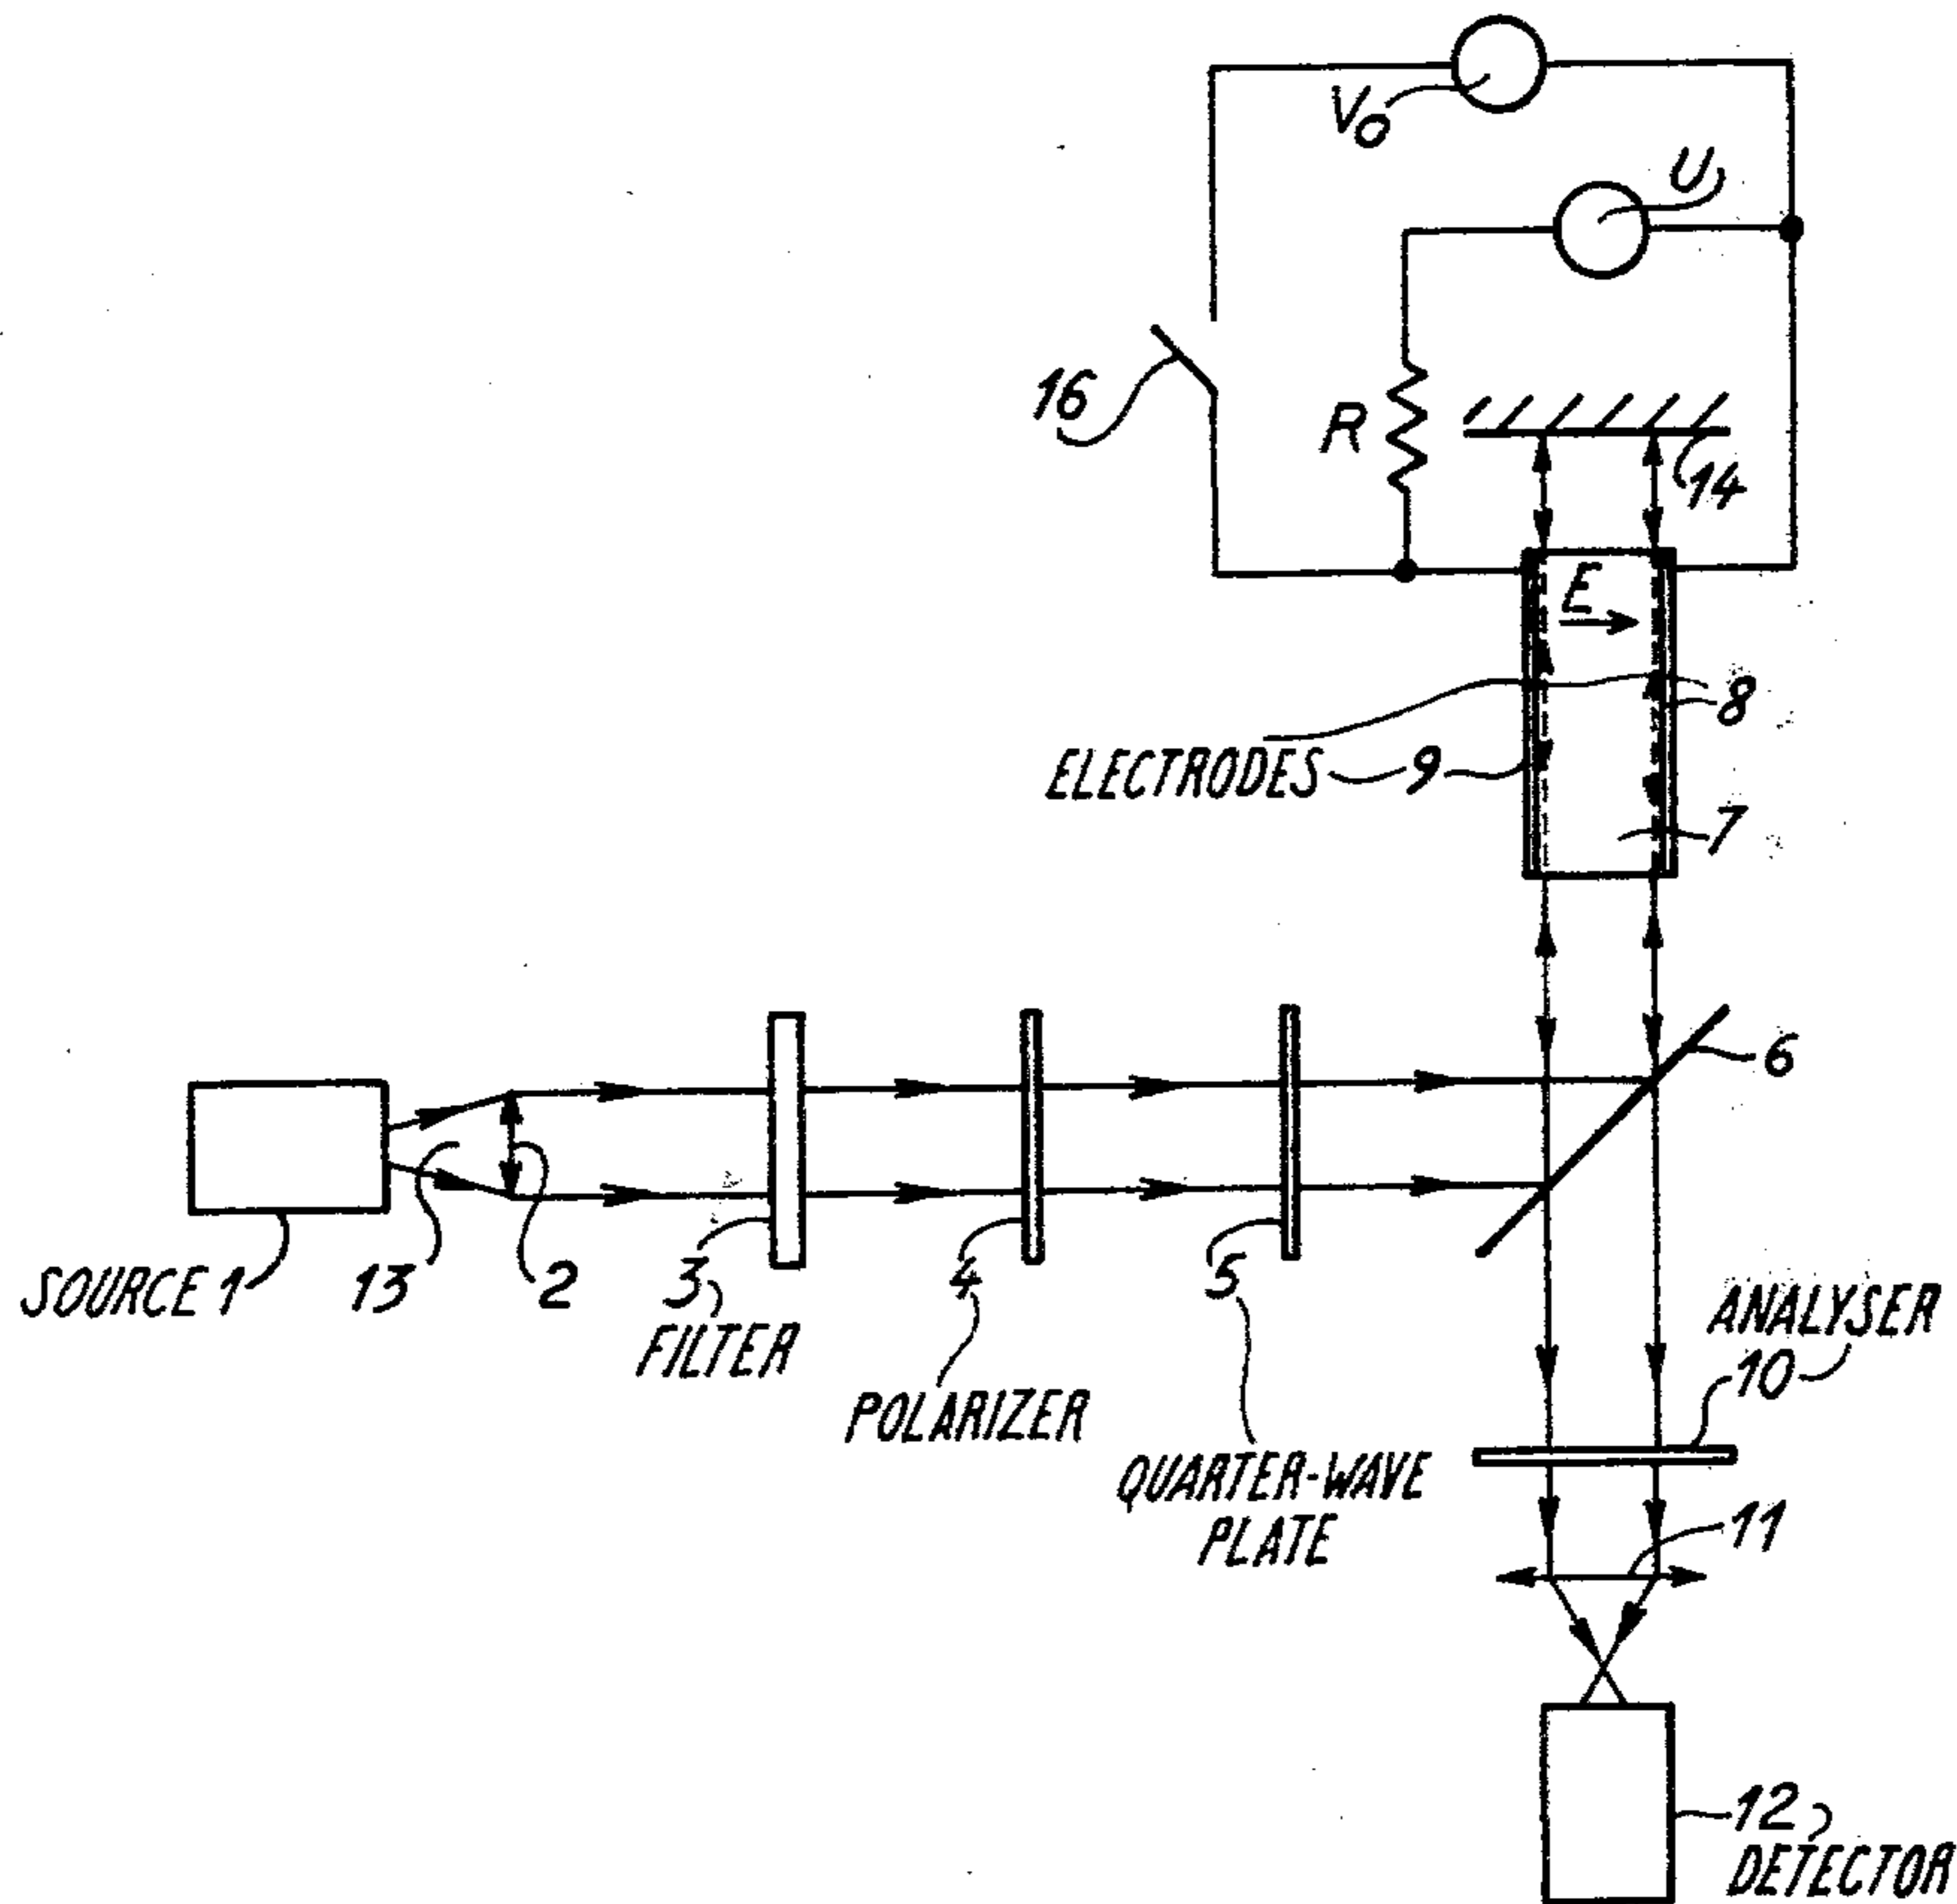 Vo
U
16
R
14
E
8
ELECTRODES 9
7
6
SOURCE 1
13
2
3
FILTER
4
POLARIZER
5
QUARTER-WAVE
PLATE
ANALYSER
10
11
12
DETECTOR